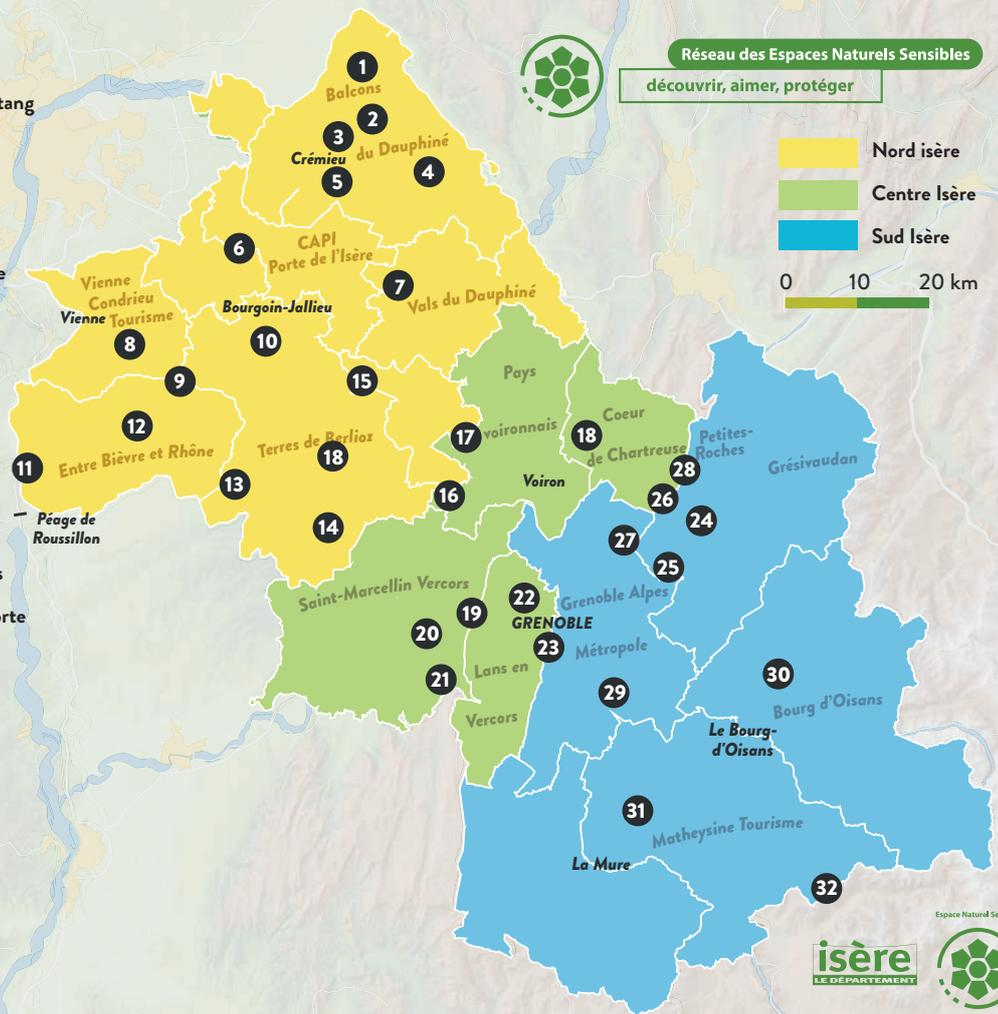 Réseau des Espaces Naturels Sensibles
découvrir, aimer, protéger
tang
Nord isère
Centre Isère
Sud Isère
0 10 20 km
1
Balcons
2
3
du Dauphiné
Crémieu
4
5
6
CAPI
Porte de l'Isère
7
Vals du Dauphiné
Vienne
Condrieu
Tourisme
Vienne
Bourgoin-Jallieu
8
10
9
15
12
Entre Bièvre et Rhône
Terres de Berlioz
18
11
13
14
Péage de
Roussillon
orte
Pays
voironnais
17
Voiron
16
18
Coeur
de Chartreuse
Petites-
Roches
Grésivaudan
28
26
24
27
25
Saint-Marcellin Vercors
19
20
21
22
GRENOBLE
23
Grenoble Alpes
Métropole
Lans en
Vercors
29
30
Bourg d'Oisans
Le Bourg-
d'Oisans
31
Matheysine Tourisme
La Mure
32
Espace Naturel Se
isère
LE DÉPARTEMENT